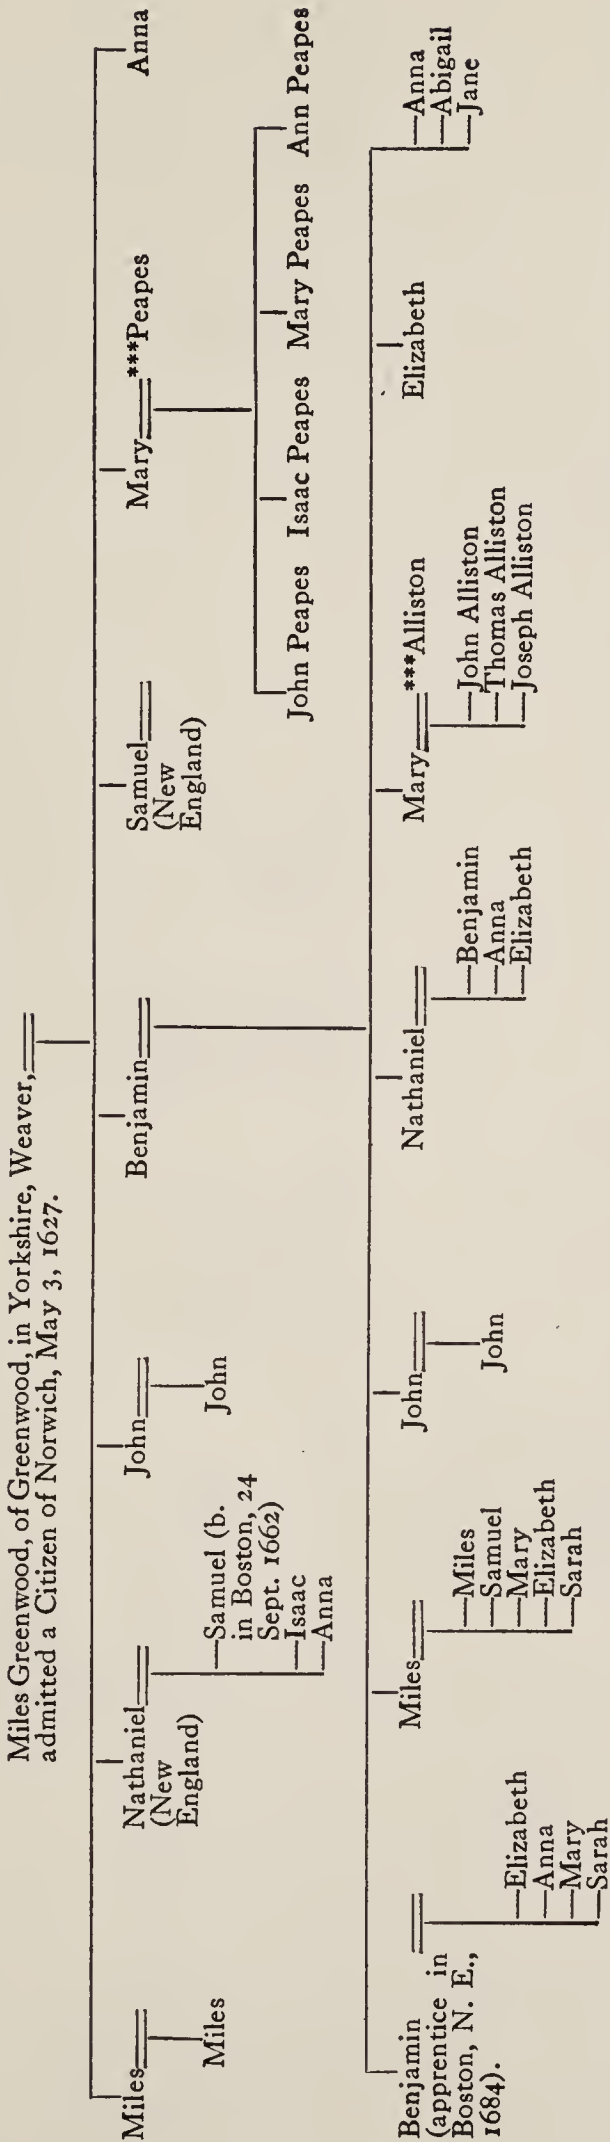 Miles Greenwood, of Greenwood, in Yorkshire, Weaver,
admitted a Citizen of Norwich, May 3, 1627.
Miles
Miles
Nathaniel
(New
England)
Samuel (b.
in Boston, 24
Sept. 1662)
Isaac
Anna
John
John
Benjamin
Samuel
(New
England)
Mary ***Peapes
John Peapes
Isaac Peapes
Mary Peapes
Ann Peapes
Anna
Benjamin
(apprentice in
Boston, N. E.,
1684).
Elizabeth
Anna
Mary
Sarah
Miles
Miles
Samuel
Mary
Elizabeth
Sarah
John
John
Nathaniel
Benjamin
Anna
Elizabeth
Mary ***Alliston
John Alliston
Thomas Alliston
Joseph Alliston
Elizabeth
Anna
Abigail
Jane